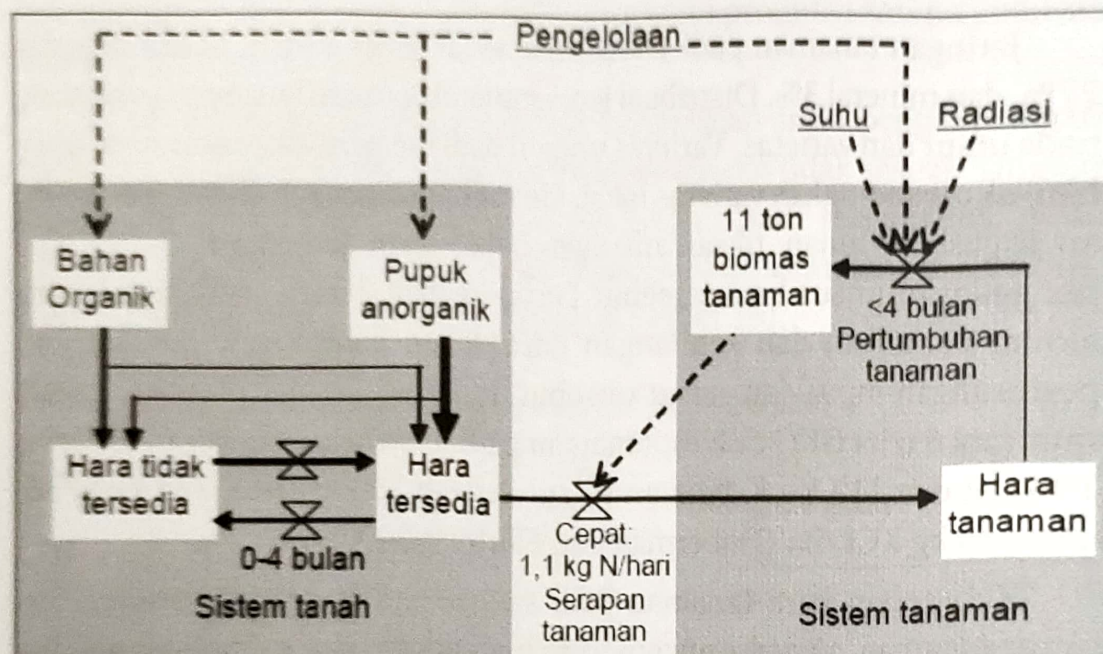 Pengelolaan
Suhu
Radiasi
Bahan
Organik
Pupuk
anorganik
11 ton
biomas
tanaman
<4 bulan
Pertumbuhan
tanaman
Hara tidak
tersedia
Hara
tersedia
Hara
tanaman
0-4 bulan
Cepat:
1,1 kg N/hari
Serapan
tanaman
Sistem tanah
Sistem tanaman